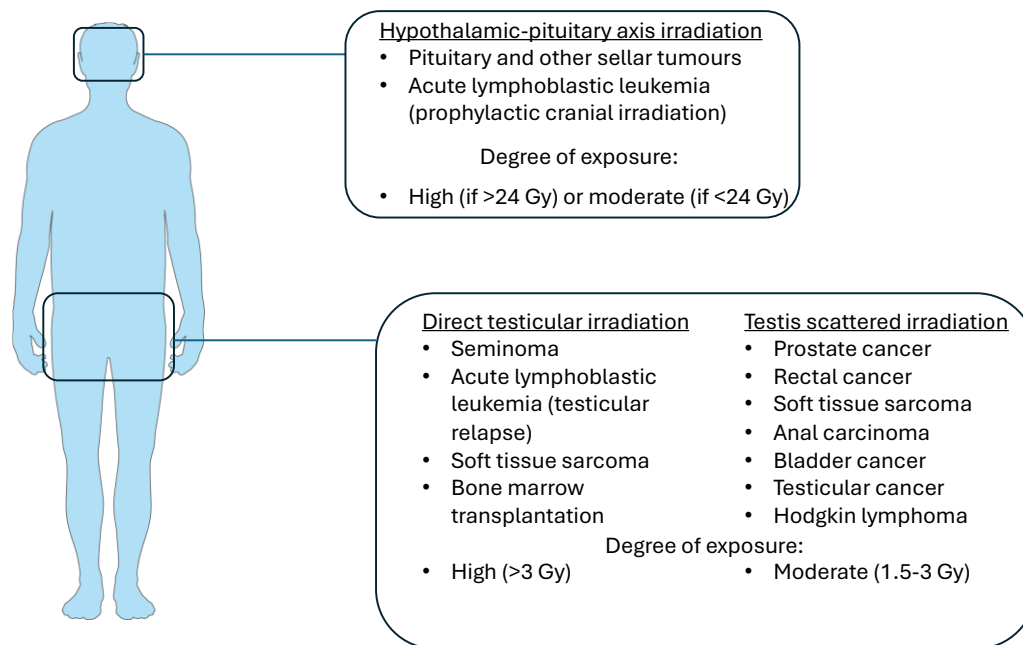 Hypothalamic-pituitary axis irradiation
• Pituitary and other sellar tumours
• Acute lymphoblastic leukemia
(prophylactic cranial irradiation)
Degree of exposure:
• High (if >24 Gy) or moderate (if <24 Gy)
Direct testicular irradiation
• Seminoma
• Acute lymphoblastic
leukemia (testicular
relapse)
• Soft tissue sarcoma
• Bone marrow
transplantation
Testis scattered irradiation
• Prostate cancer
• Rectal cancer
• Soft tissue sarcoma
• Anal carcinoma
• Bladder cancer
• Testicular cancer
• Hodgkin lymphoma
Degree of exposure:
• High (>3 Gy)
• Moderate (1.5-3 Gy)